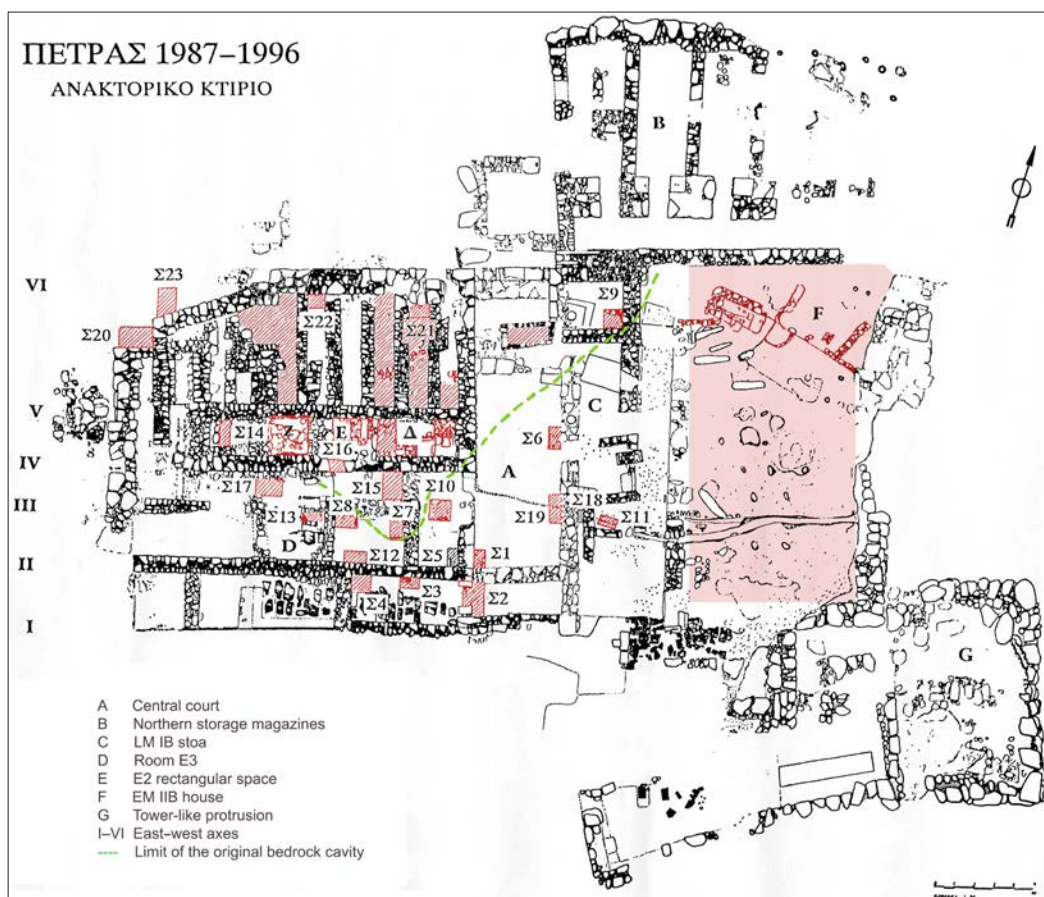 ΠΕΤΡΑΣ 1987–1996
ΑΝΑΚΤΟΡΙΚΟ ΚΤΙΡΙΟ
B
VI
Σ23
Σ9
F
Σ20
Σ22
Σ21
V
C
Σ14
Z
E
Δ
Σ6
Σ16
A
IV
Σ17
Σ15
Σ10
Σ18
III
Σ13
Σ8
Σ7
Σ19
Σ11
D
Σ12
Σ5
Σ1
II
Σ4
Σ3
Σ2
I
G
A Central court
B Northern storage magazines
C LM IB stoa
D Room E3
E E2 rectangular space
F EM IIB house
G Tower-like protrusion
I–VI East–west axes
Limit of the original bedrock cavity